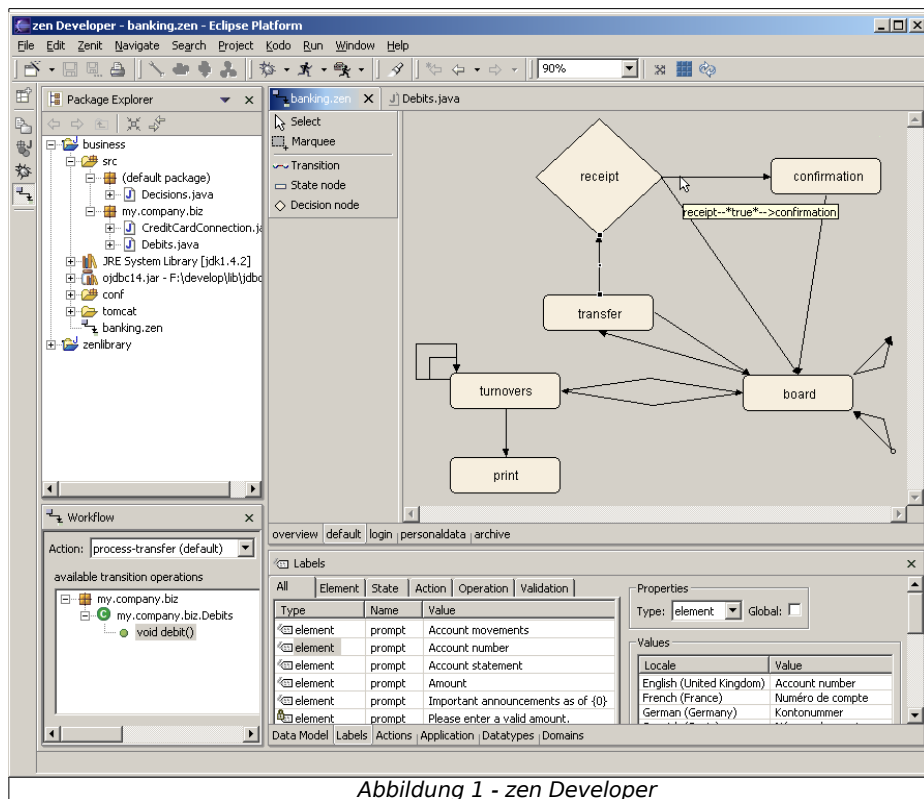 zen Developer - banking.zen - Eclipse Platform
File Edit Zenit Navigate Search Project Kodo Run Window Help
90%
Package Explorer
business
src
(default package)
Decisions.java
my.company.biz
CreditCardConnection.ja
Debits.java
JRE System Library [jdk1.4.2]
ojdbc14.jar - F:\develop\lib\jdbc
conf
tomcat
banking.zen
zenlibrary
banking.zen
Debits.java
Select
Marquee
Transition
State node
Decision node
receipt
confirmation
receipt--*true*-->confirmation
transfer
turnovers
board
print
overview default login personaldata archive
Workflow
Action: process-transfer (default)
available transition operations
my.company.biz
my.company.biz.Debits
void debit()
Labels
All Element State Action Operation Validation
Type Name Value
element prompt Account movements
element prompt Account number
element prompt Account statement
element prompt Amount
element prompt Important announcements as of {0}
element prompt Please enter a valid amount.
Properties
Type: element Global:
Values
Locale Value
English (United Kingdom) Account number
French (France) Numéro de compte
German (Germany) Kontonummer
Data Model Labels Actions Application Datatypes Domains
Abbildung 1 - zen Developer